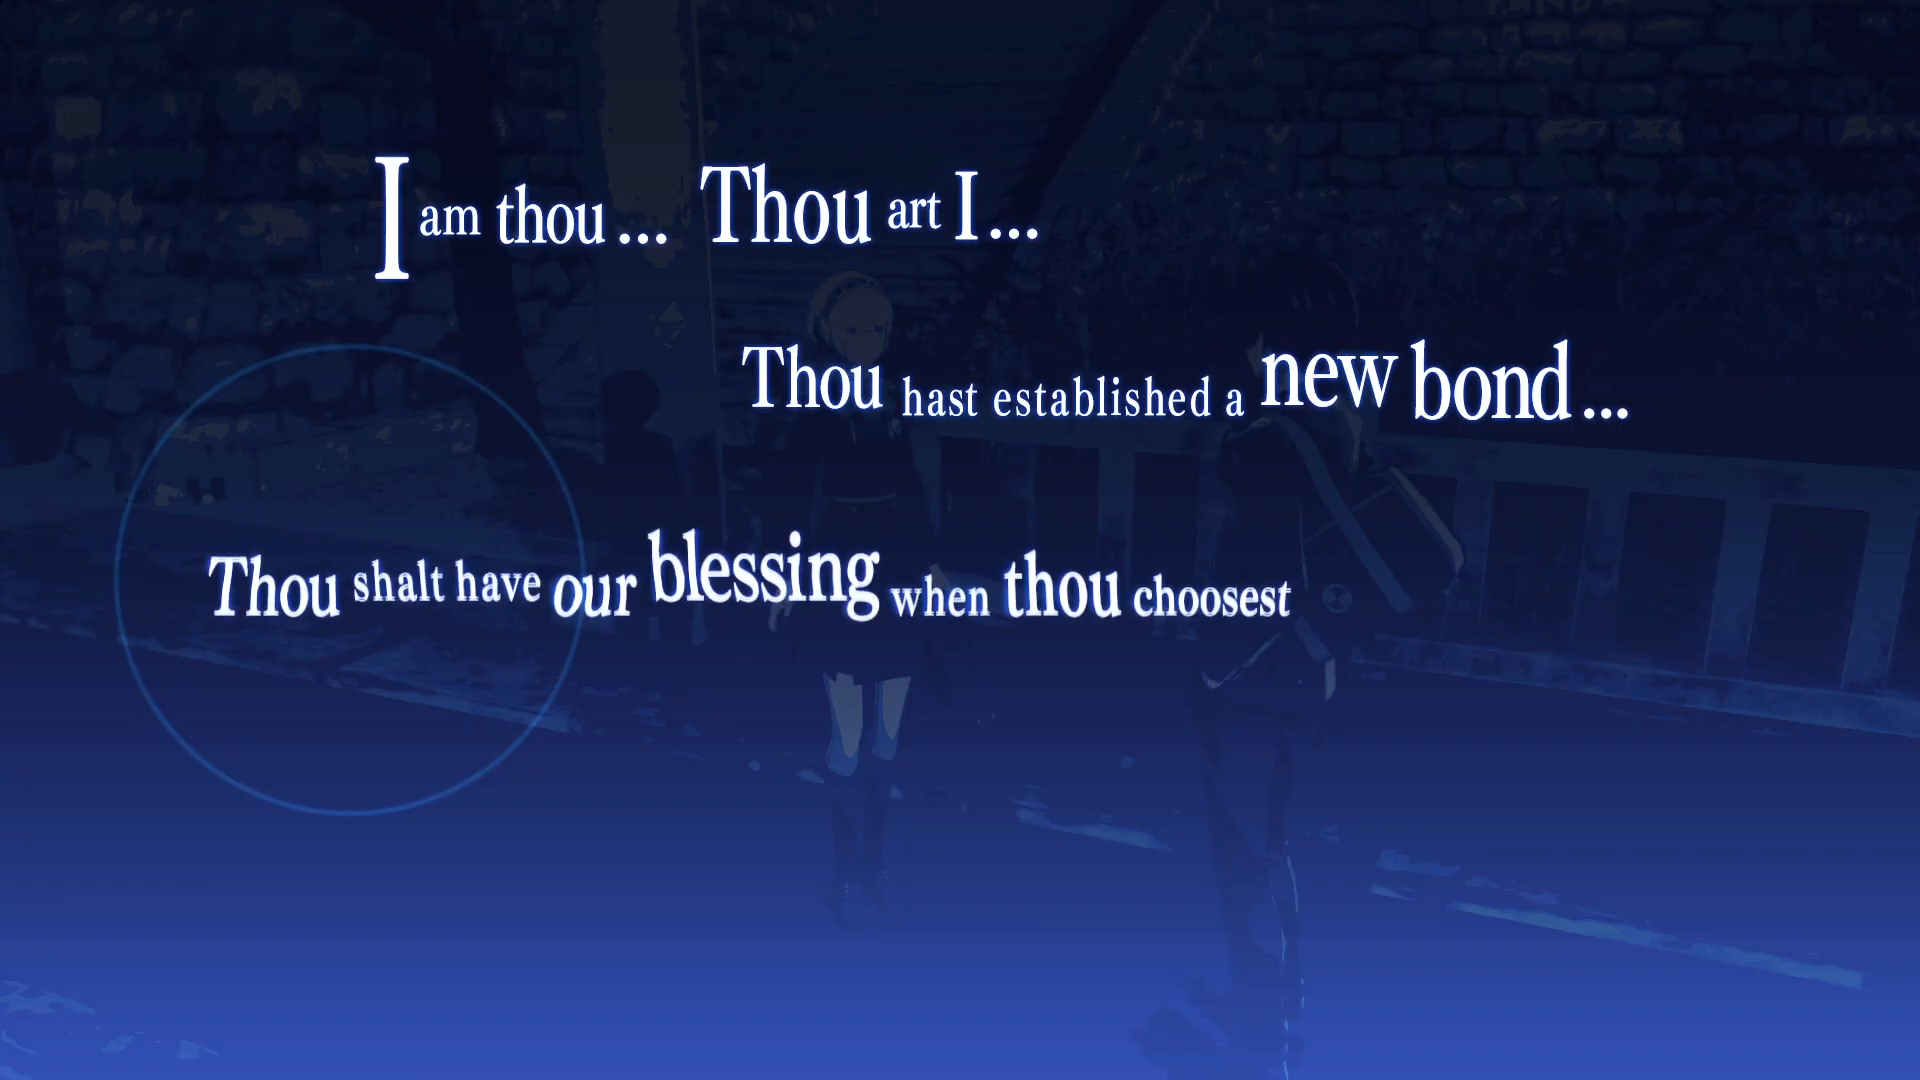 I am thou... Thou art I...
Thou hast established a new bond...
Thou shalt have our blessing when thou choosest